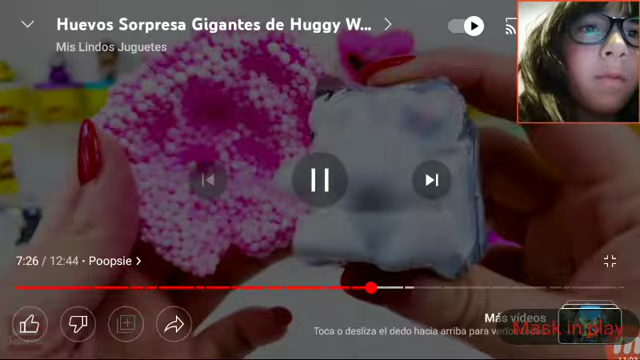 Huevos Sorpresa Gigantes de Huggy W...
Mis Lindos Juguetes
7:26 / 12:44 • Poopsie
Más vídeos
Toca o desliza el dedo hacia arriba para
Mask in play